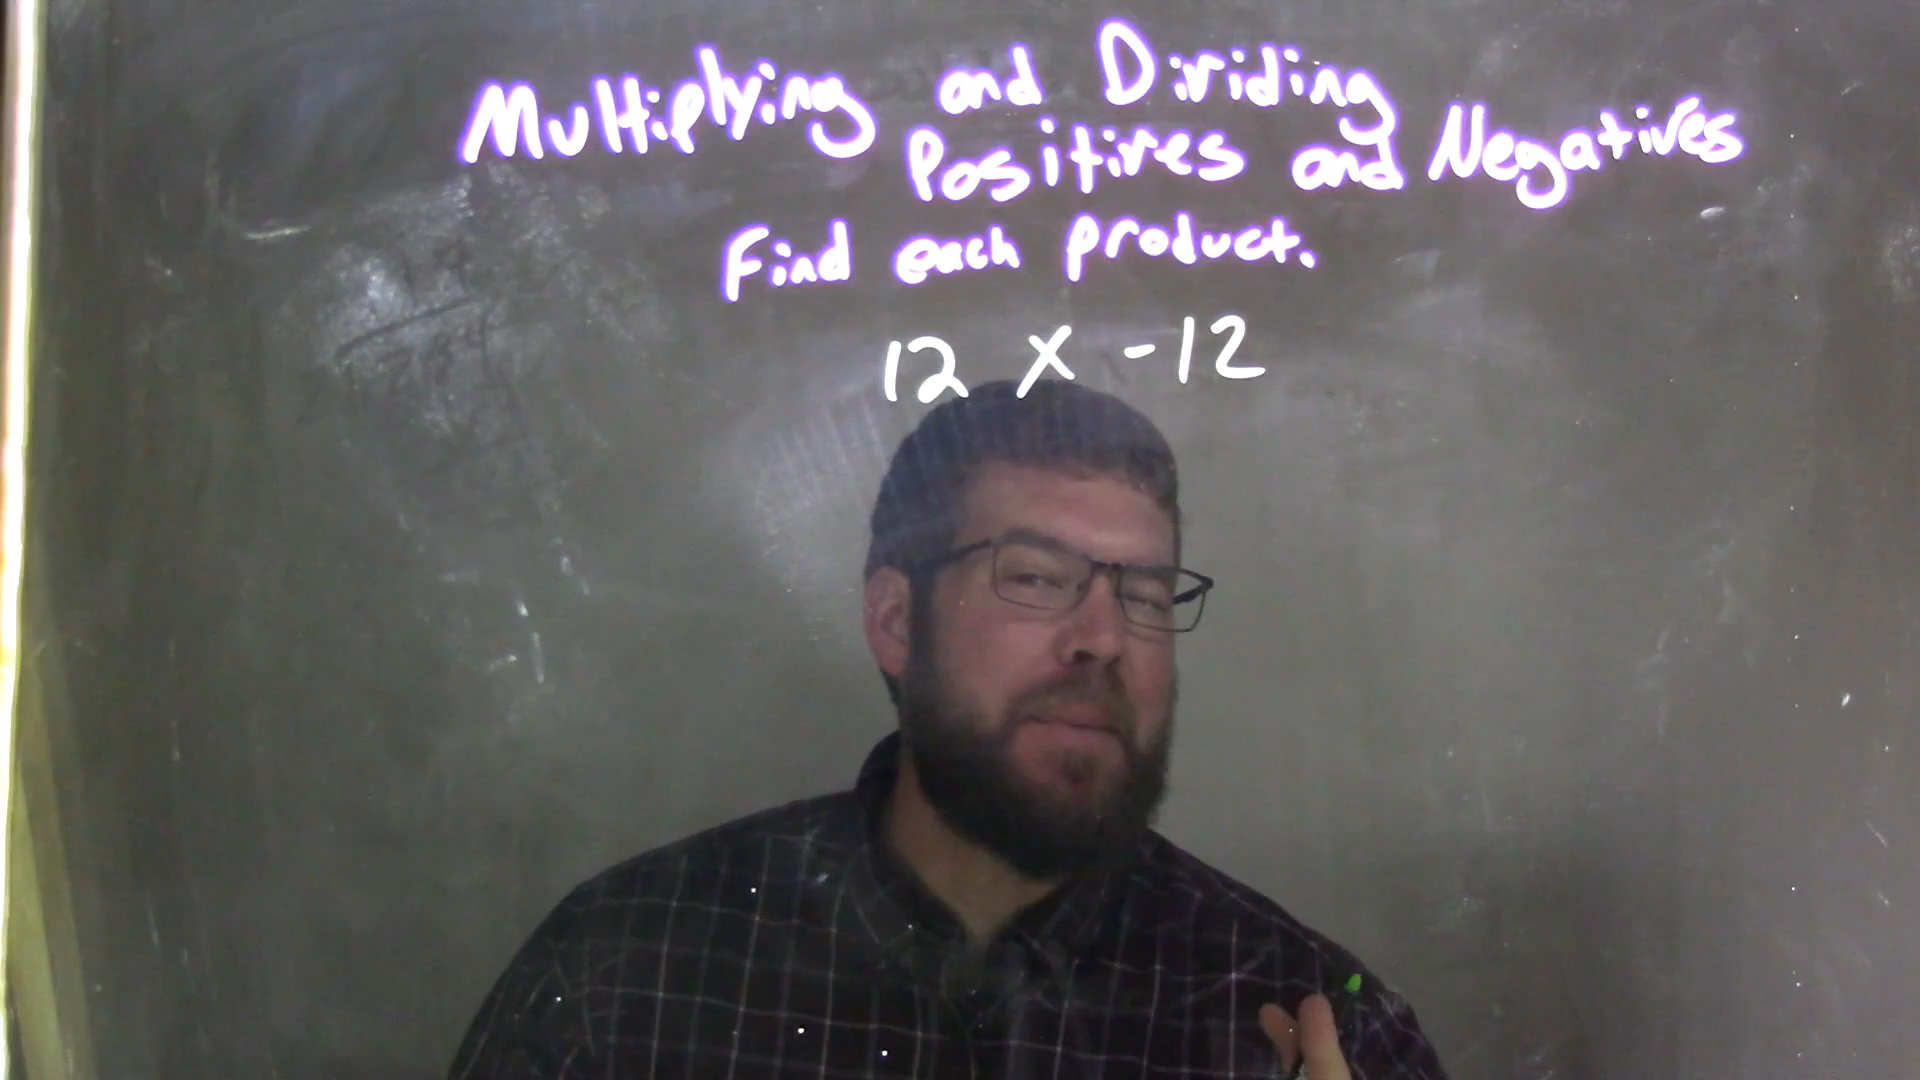 Multiplying and Dividing
Positives and Negatives
Find each product.
12 x -12